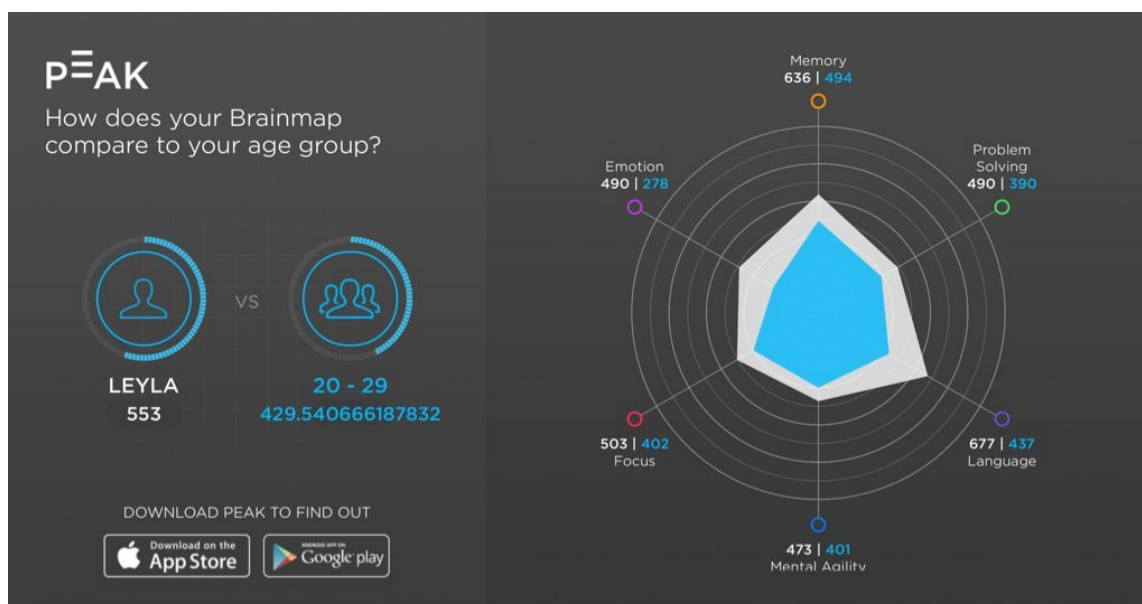 PEAK
How does your Brainmap
compare to your age group?
VS
LEYLA
553
20 - 29
429.540666187832
DOWNLOAD PEAK TO FIND OUT
Download on the
App Store
ANDROID APP ON
Google play
Memory
636 | 494
Problem
Solving
490 | 390
Emotion
490 | 278
503 | 402
Focus
677 | 437
Language
473 | 401
Mental Agility